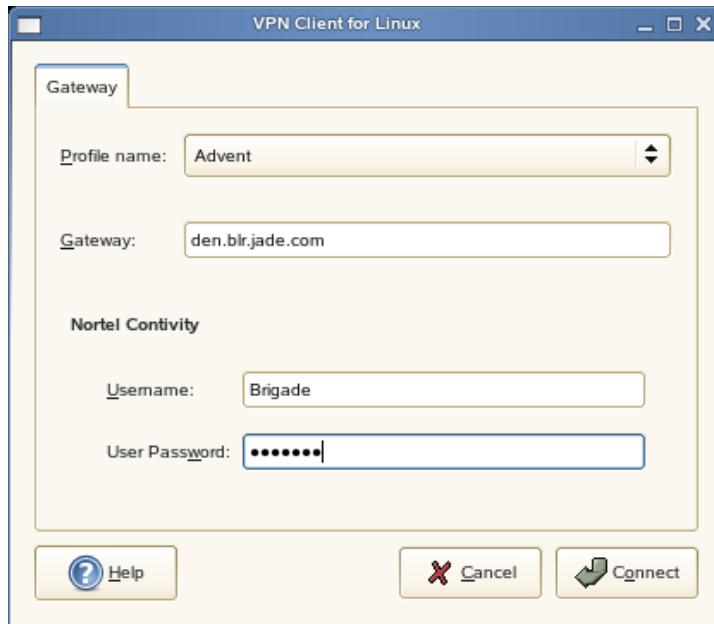 VPN Client for Linux
Gateway
Profile name: Advent
Gateway: den.blr.jade.com
Nortel Contivity
Username: Brigade
User Password: •••••••
Help Cancel Connect